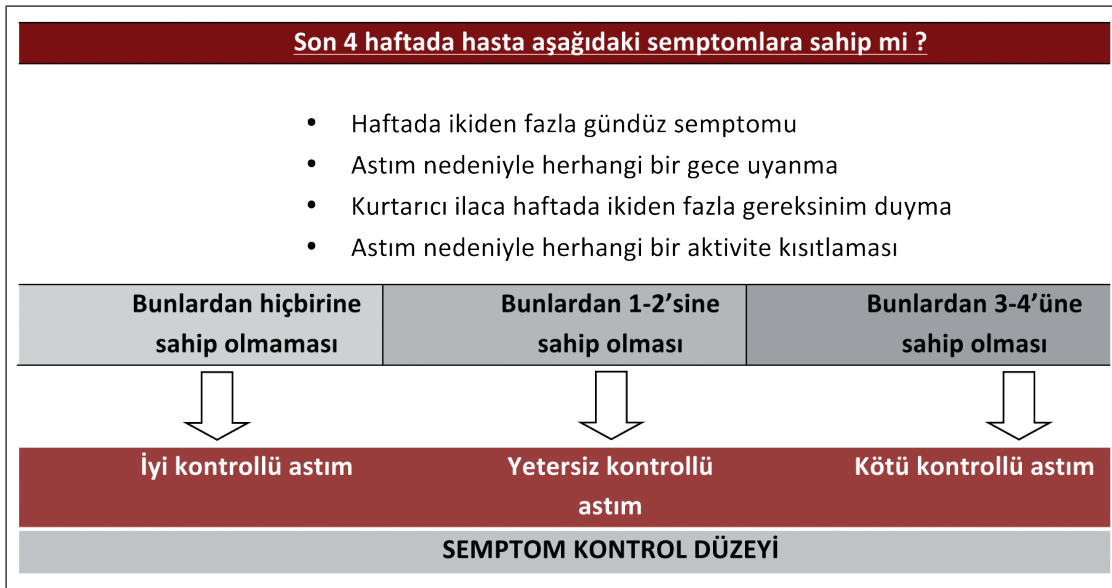 Son 4 haftada hasta aşağıdaki semptomlara sahip mi ?
• Haftada ikiden fazla gündüz semptomu
• Astım nedeniyle herhangi bir gece uyanma
• Kurtarıcı ilaca haftada ikiden fazla gereksinim duyma
• Astım nedeniyle herhangi bir aktivite kısıtlaması
Bunlardan hiçbirine
sahip olmaması
Bunlardan 1-2’sine
sahip olması
Bunlardan 3-4’üne
sahip olması
İyi kontrollü astım
Yetersiz kontrollü
astım
Kötü kontrollü astım
SEMPTOM KONTROL DÜZEYİ